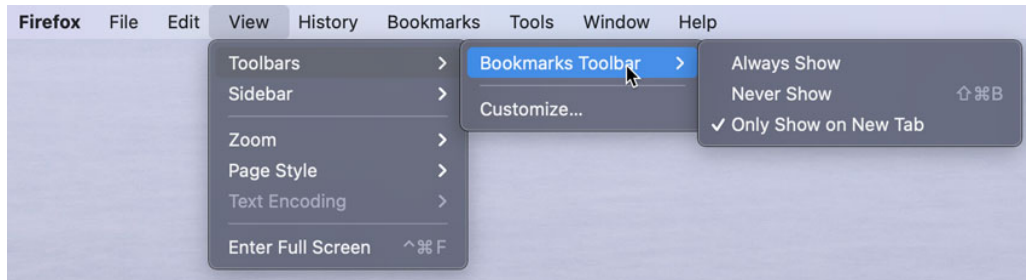 Firefox File Edit View History Bookmarks Tools Window Help
Toolbars
Sidebar
Zoom
Page Style
Text Encoding
Enter Full Screen ^⌘F
Bookmarks Toolbar
Customize...
Always Show
Never Show ⇧⌘B
✓ Only Show on New Tab